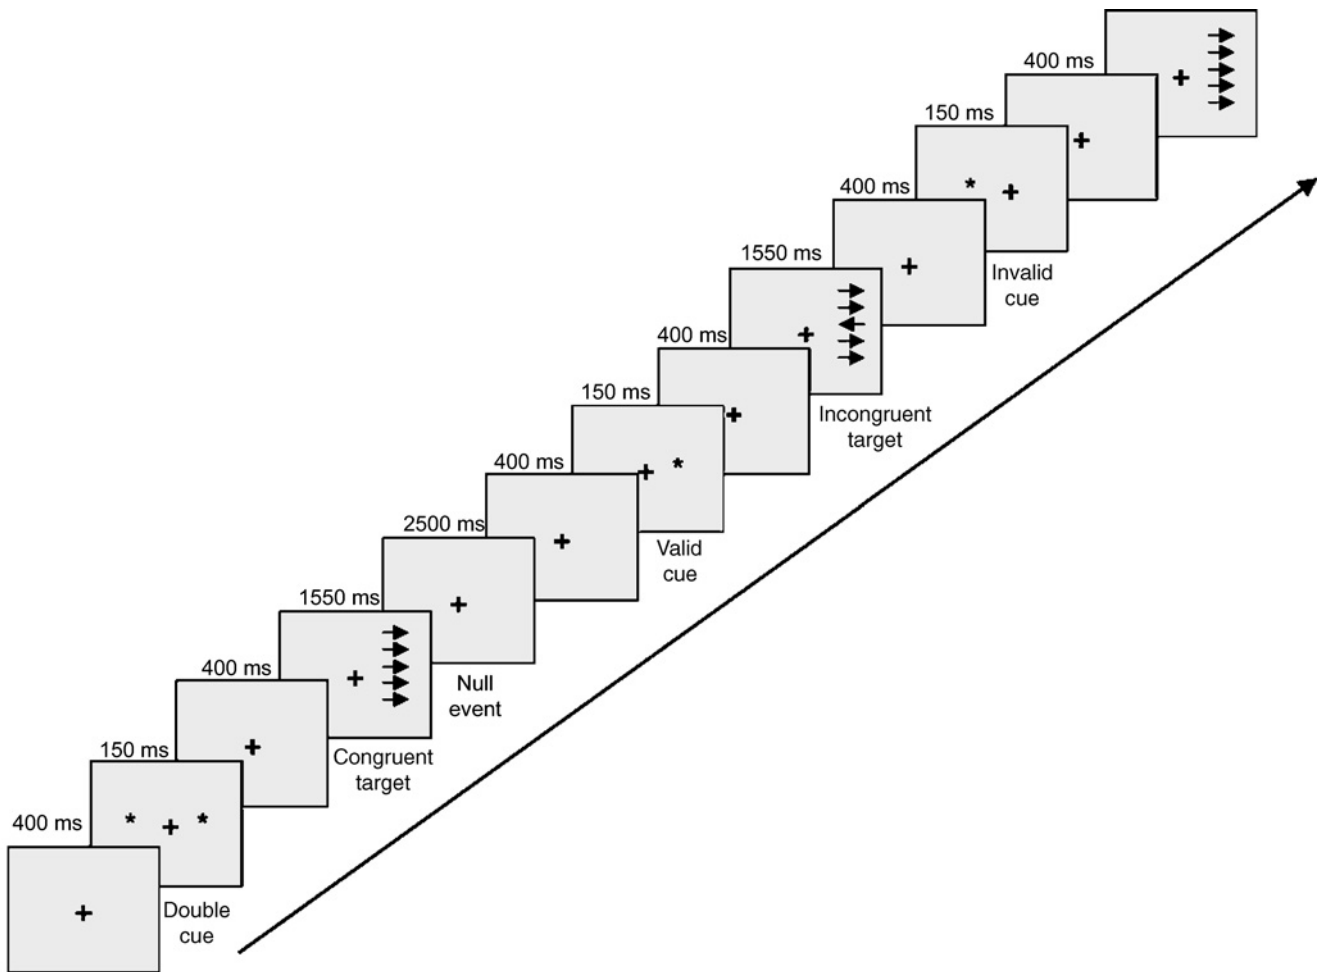 400 ms
150 ms
400 ms
1550 ms
400 ms
150 ms
400 ms
2500 ms
1550 ms
400 ms
150 ms
400 ms
Invalid
cue
Incongruent
target
Valid
cue
Null
event
Congruent
target
Double
cue